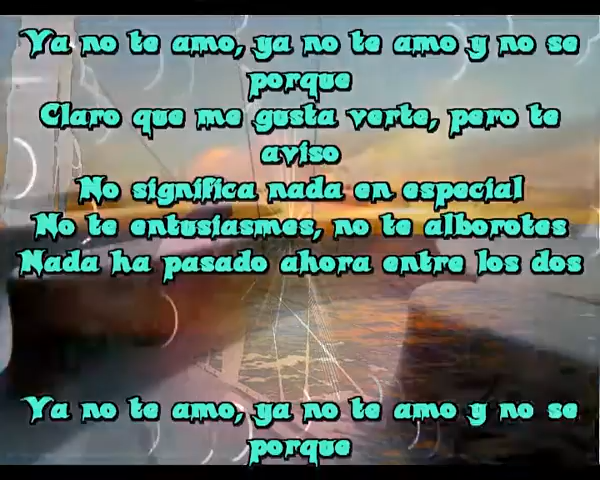 Ya no te amo, ya no te amo y no se
porque
Claro que me gusta verte, pero te
aviso
No significa nada en especial
No te entusiasmes, no te alborotes
Nada ha pasado ahora entre los dos
Ya no te amo, ya no te amo y no se
porque